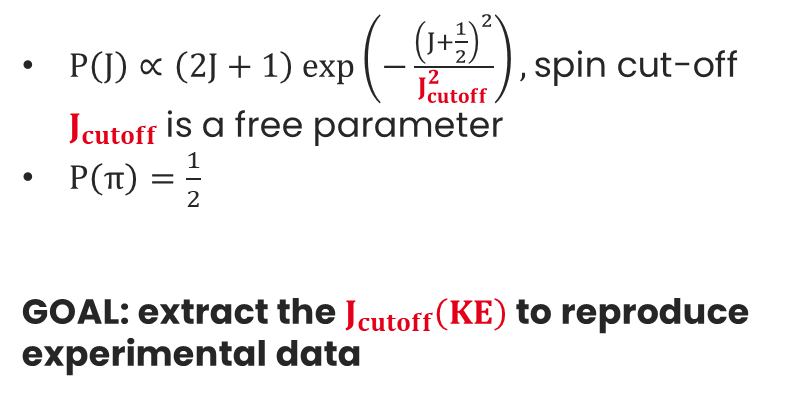 • P(J) ∝ (2J + 1) exp(−(J+1/2)²/J²cutoff), spin cut-off
Jcutoff is a free parameter
• P(π) = 1/2
GOAL: extract the Jcutoff(KE) to reproduce
experimental data